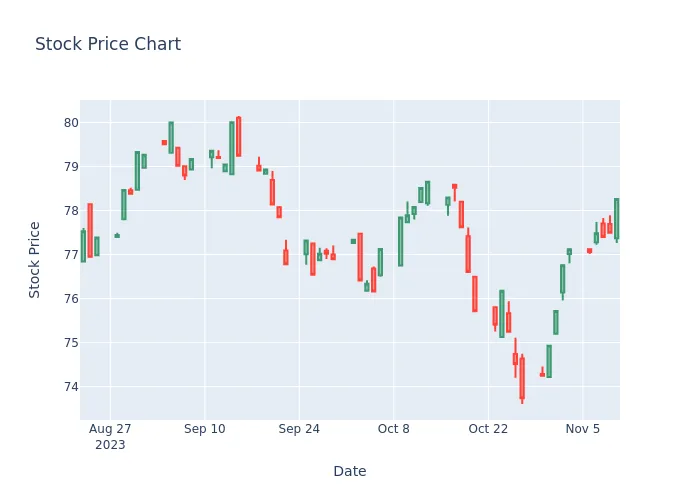 Stock Price Chart
Stock Price
80
79
78
77
76
75
74
Aug 27
2023
Sep 10
Sep 24
Oct 8
Oct 22
Nov 5
Date